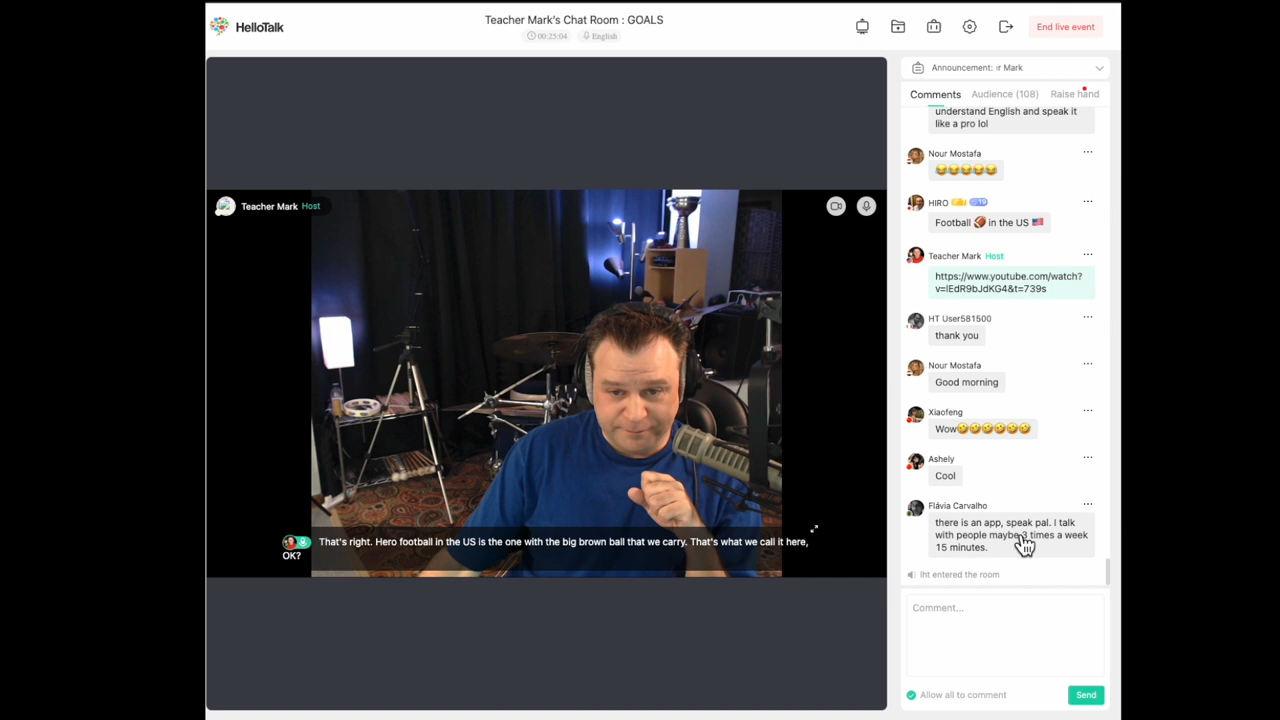 HelloTalk
Teacher Mark's Chat Room : GOALS
00:25:04 English
End live event
Announcement: r Mark
Comments Audience (108) Raise hand
understand English and speak it
like a pro lol
Nour Mostafa
😂😂😂😂😂
HIRO 19
Football 🏈 in the US 🇺🇸
Teacher Mark Host
https://www.youtube.com/watch?
v=lEdR9bJdKG4&t=739s
HT User581500
thank you
Nour Mostafa
Good morning
Xiaofeng
Wow🤣🤣🤣🤣🤣🤣
Ashely
Cool
Flávia Carvalho
there is an app, speak pal. I talk
with people maybe 3 times a week
15 minutes.
lht entered the room
Comment...
Allow all to comment
Send
Teacher Mark Host
That's right. Hero football in the US is the one with the big brown ball that we carry. That's what we call it here,
OK?